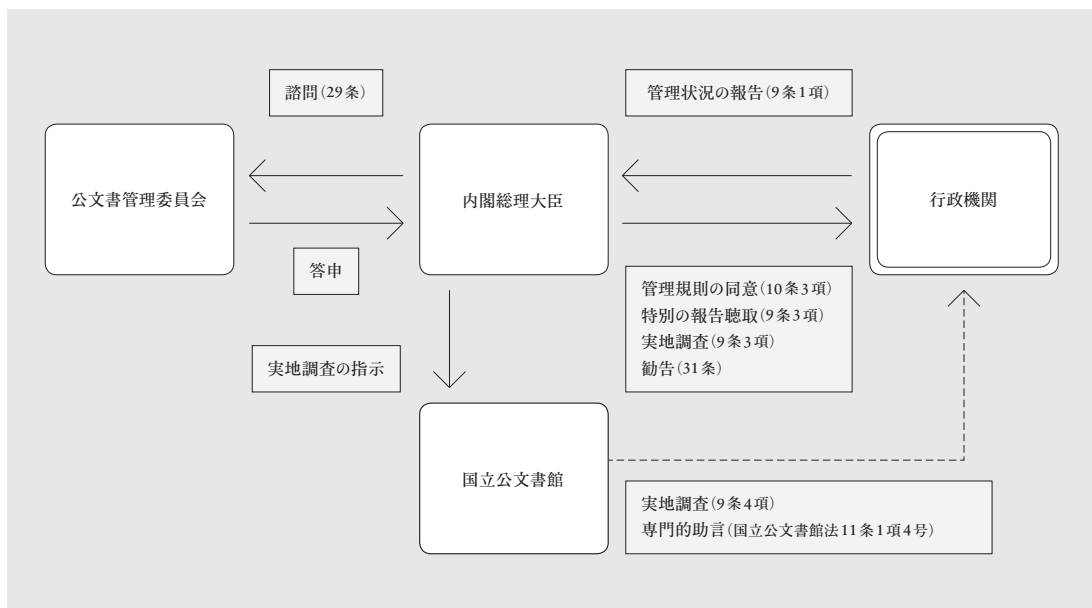 諮問(29条)
管理状況の報告(9条1項)
公文書管理委員会
内閣総理大臣
行政機関
答申
管理規則の同意(10条3項)
特別の報告聴取(9条3項)
実地調査(9条3項)
勧告(31条)
実地調査の指示
国立公文書館
実地調査(9条4項)
専門的助言(国立公文書館法11条1項4号)